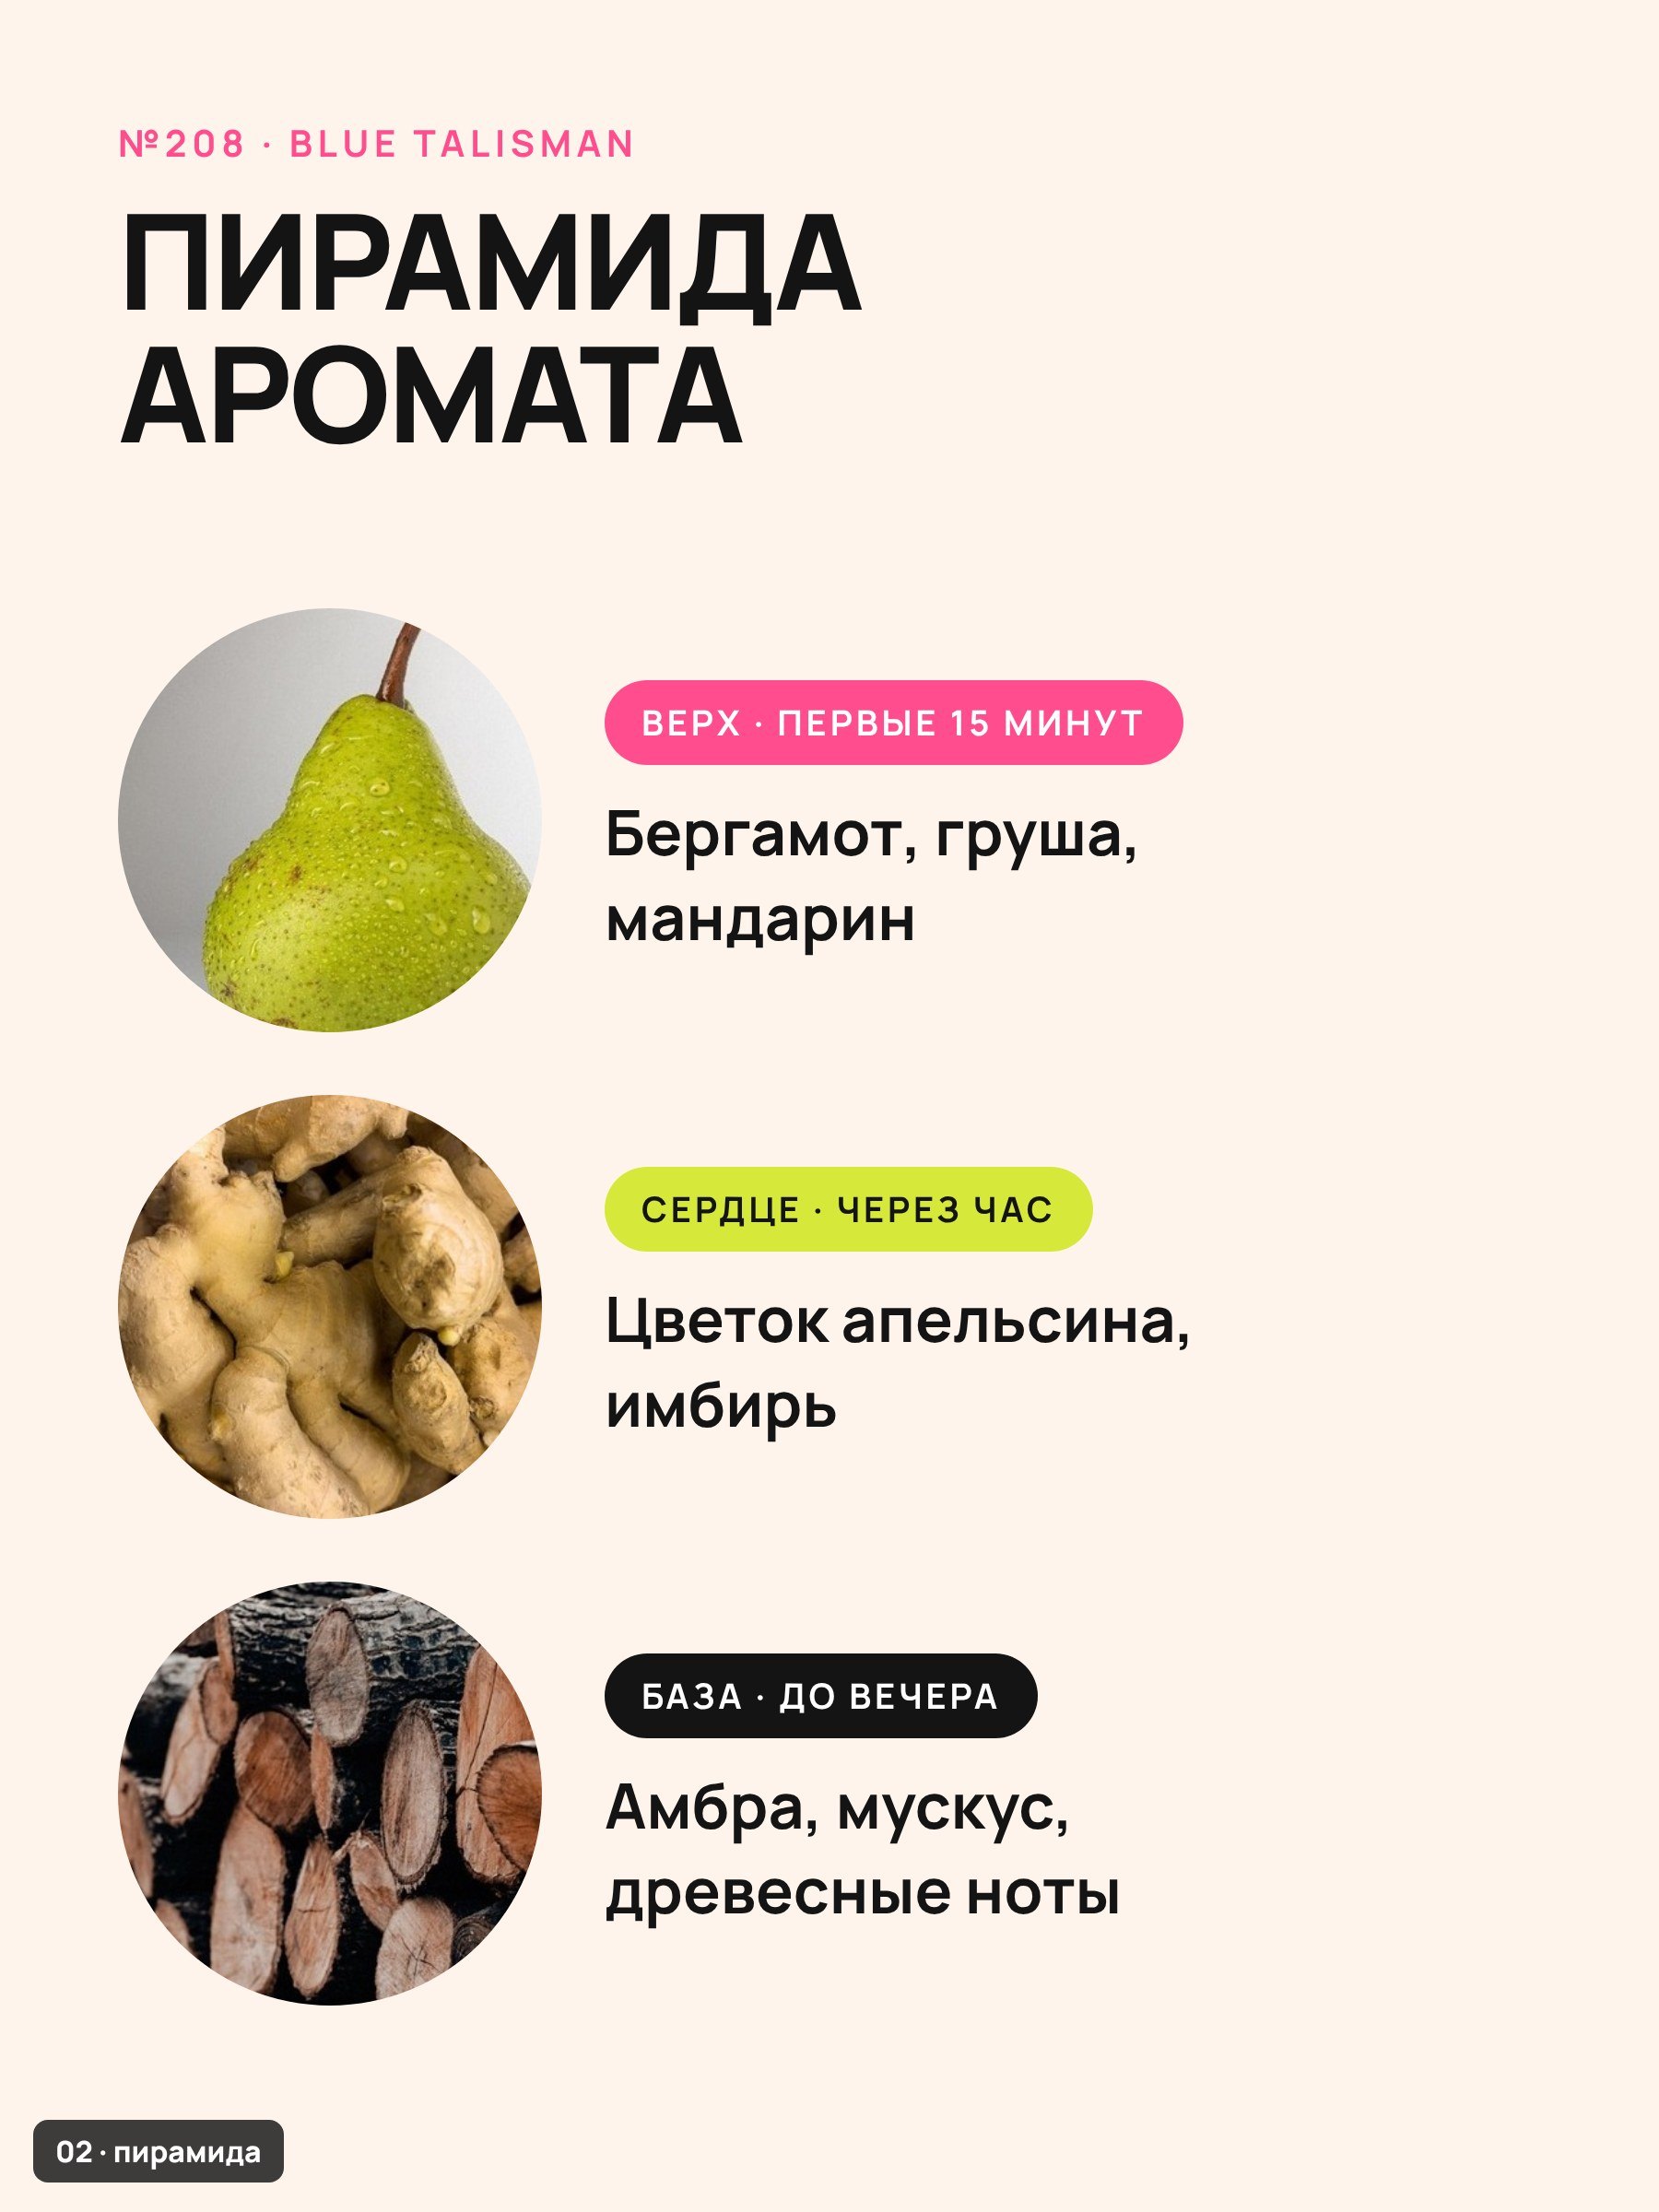 №208 · BLUE TALISMAN
ПИРАМИДА
АРОМАТА
ВЕРХ · ПЕРВЫЕ 15 МИНУТ
Бергамот, груша,
мандарин
СЕРДЦЕ · ЧЕРЕЗ ЧАС
Цветок апельсина,
имбирь
БАЗА · ДО ВЕЧЕРА
Амбра, мускус,
древесные ноты
02 · пирамида